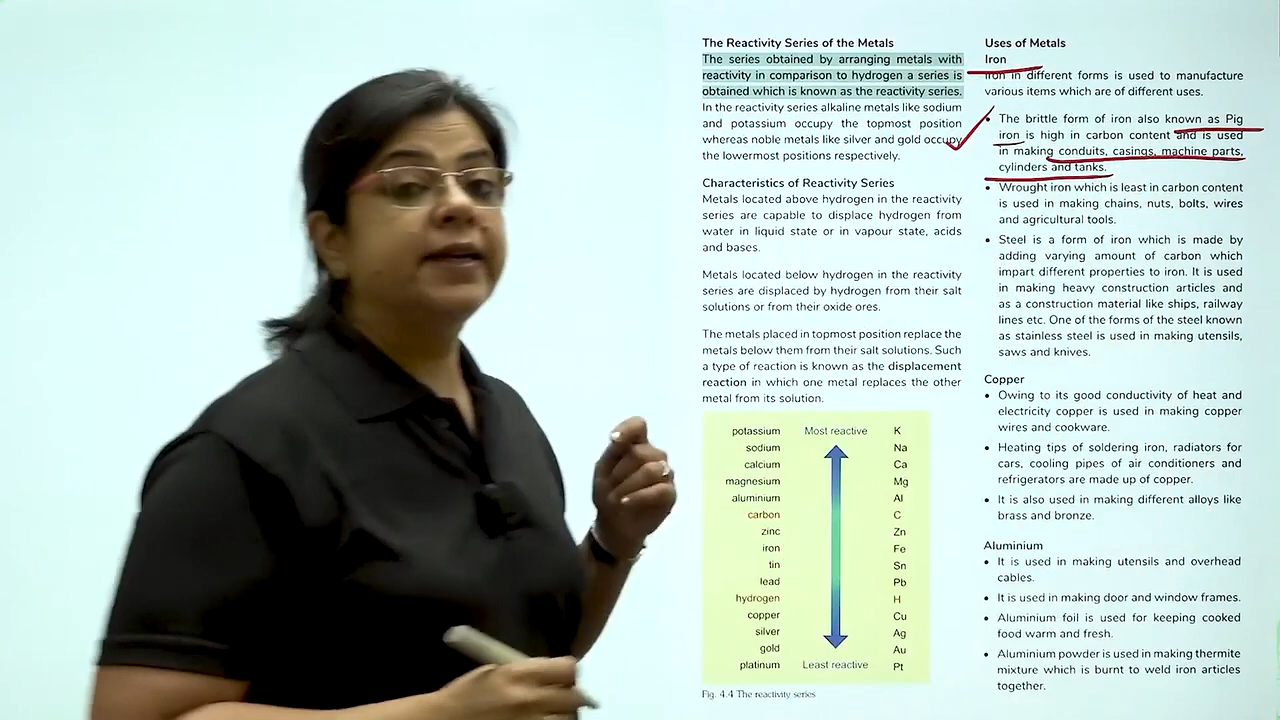 The Reactivity Series of the Metals
The series obtained by arranging metals with
reactivity in comparison to hydrogen a series is
obtained which is known as the reactivity series.
In the reactivity series alkaline metals like sodium
and potassium occupy the topmost position
whereas noble metals like silver and gold occupy
the lowermost positions respectively.
Characteristics of Reactivity Series
Metals located above hydrogen in the reactivity
series are capable to displace hydrogen from
water in liquid state or in vapour state, acids
and bases.
Metals located below hydrogen in the reactivity
series are displaced by hydrogen from their salt
solutions or from their oxide ores.
The metals placed in topmost position replace the
metals below them from their salt solutions. Such
a type of reaction is known as the displacement
reaction in which one metal replaces the other
metal from its solution.
potassium Most reactive K
sodium Na
calcium Ca
magnesium Mg
aluminium Al
carbon C
zinc Zn
iron Fe
tin Sn
lead Pb
hydrogen H
copper Cu
silver Ag
gold Au
platinum Least reactive Pt
Fig. 4.4 The reactivity series
Uses of Metals
Iron
Iron in different forms is used to manufacture
various items which are of different uses.
• The brittle form of iron also known as Pig
iron is high in carbon content and is used
in making conduits, casings, machine parts,
cylinders and tanks.
• Wrought iron which is least in carbon content
is used in making chains, nuts, bolts, wires
and agricultural tools.
• Steel is a form of iron which is made by
adding varying amount of carbon which
impart different properties to iron. It is used
in making heavy construction articles and
as a construction material like ships, railway
lines etc. One of the forms of the steel known
as stainless steel is used in making utensils,
saws and knives.
Copper
• Owing to its good conductivity of heat and
electricity copper is used in making copper
wires and cookware.
• Heating tips of soldering iron, radiators for
cars, cooling pipes of air conditioners and
refrigerators are made up of copper.
• It is also used in making different alloys like
brass and bronze.
Aluminium
• It is used in making utensils and overhead
cables.
• It is used in making door and window frames.
• Aluminium foil is used for keeping cooked
food warm and fresh.
• Aluminium powder is used in making thermite
mixture which is burnt to weld iron articles
together.